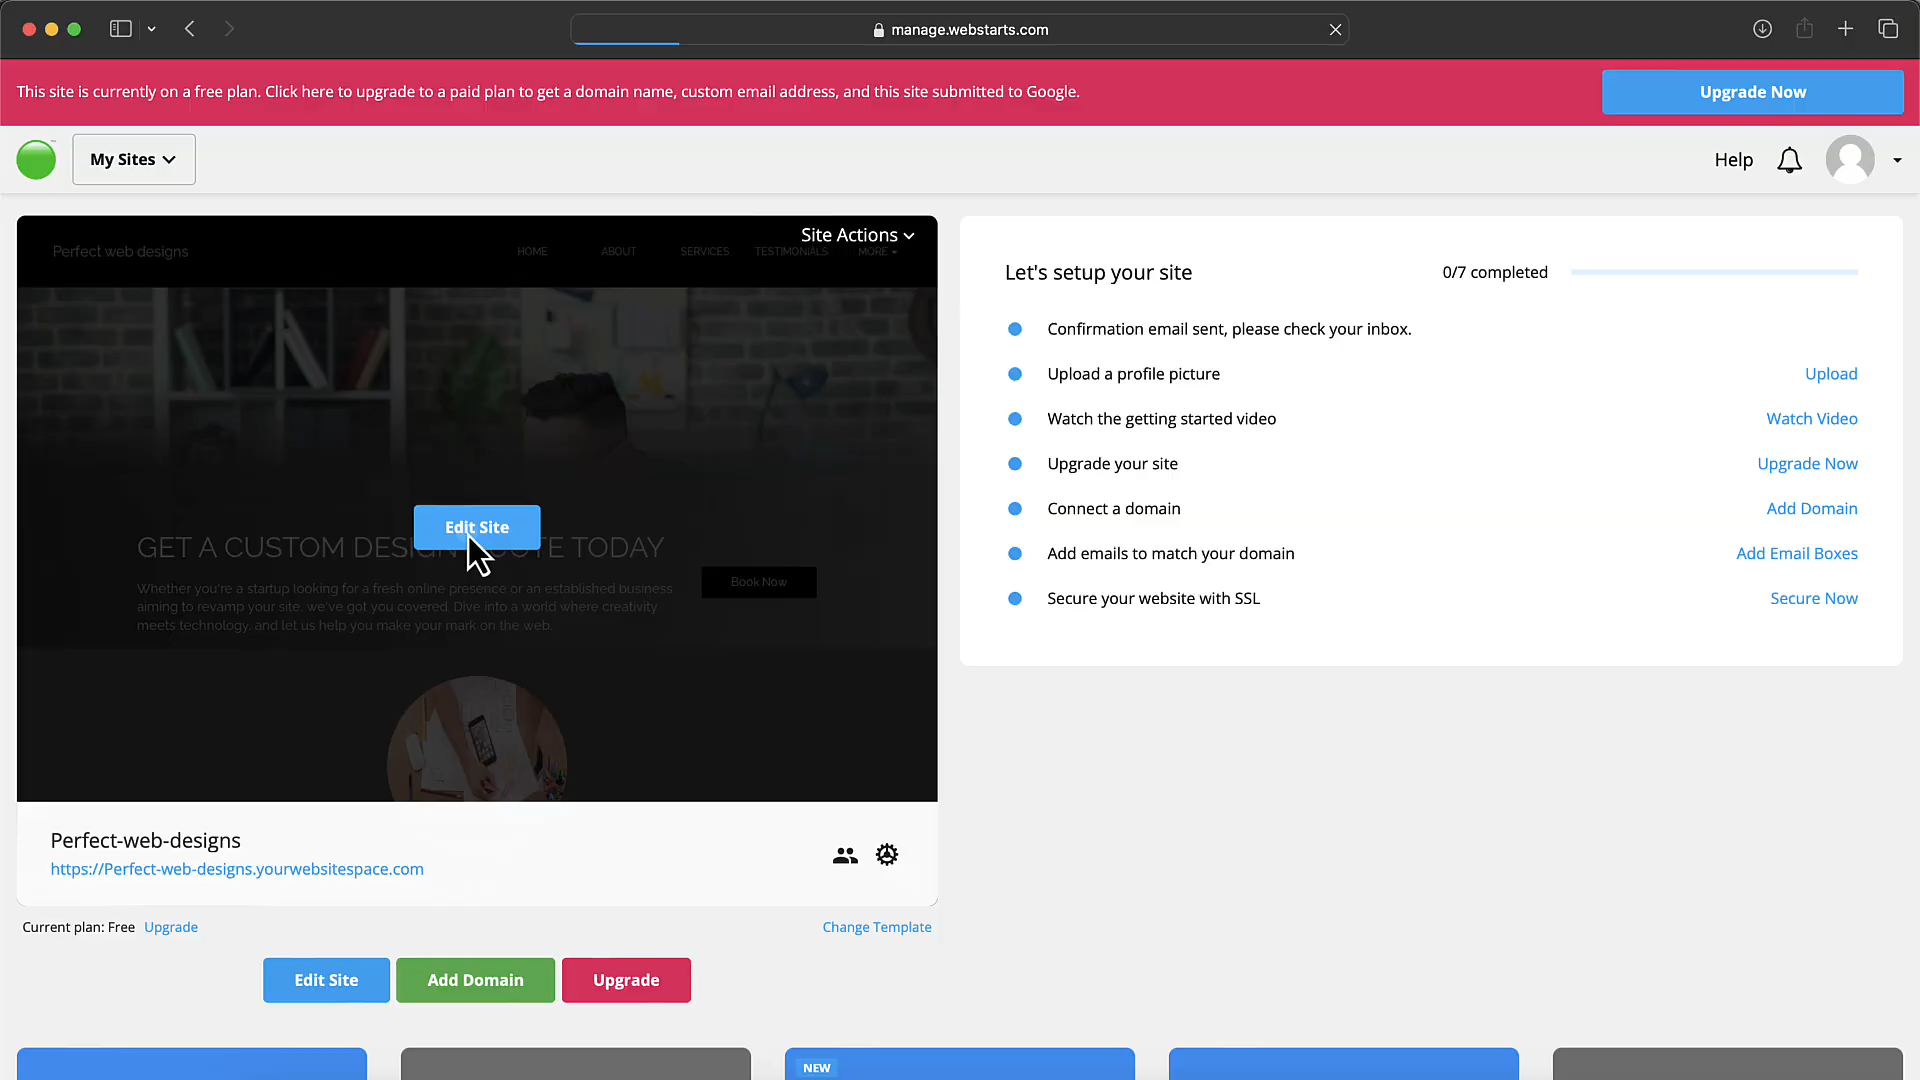 manage.webstarts.com
This site is currently on a free plan. Click here to upgrade to a paid plan to get a domain name, custom email address, and this site submitted to Google.
Upgrade Now
My Sites
Help
Site Actions
Perfect web designs
HOME
ABOUT
SERVICES
TESTIMONIALS
MORE
Edit Site
GET A CUSTOM DESIGN QUOTE TODAY
Whether you're a startup looking for a fresh online presence or an established business
aiming to revamp your site, we've got you covered. Dive into a world where creativity
meets technology, and let us help you make your mark on the web.
Book Now
Perfect-web-designs
https://Perfect-web-designs.yourwebsitespace.com
Current plan: Free Upgrade
Change Template
Edit Site
Add Domain
Upgrade
Let's setup your site
0/7 completed
Confirmation email sent, please check your inbox.
Upload a profile picture
Upload
Watch the getting started video
Watch Video
Upgrade your site
Upgrade Now
Connect a domain
Add Domain
Add emails to match your domain
Add Email Boxes
Secure your website with SSL
Secure Now
NEW